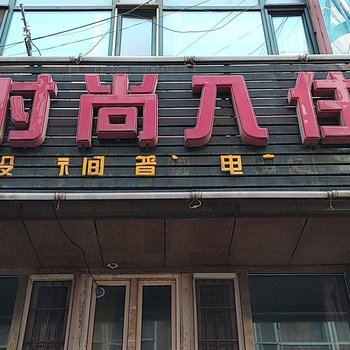 时尚入住
设 间普 电